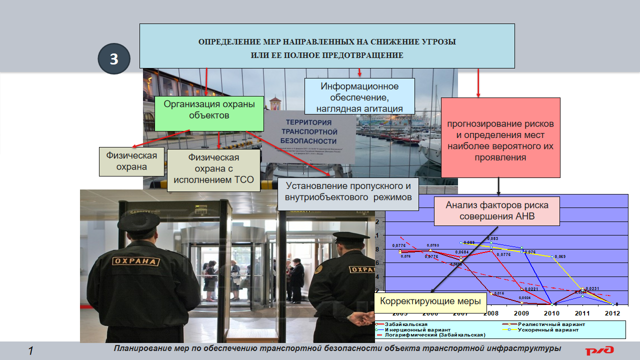 ОПРЕДЕЛЕНИЕ МЕР НАПРАВЛЕННЫХ НА СНИЖЕНИЕ УГРОЗЫ
ИЛИ ЕЕ ПОЛНОЕ ПРЕДОТВРАЩЕНИЕ
3
Информационное
обеспечение,
наглядная агитация
Организация охраны
объектов
ТЕРРИТОРИЯ
ТРАНСПОРТНОЙ
БЕЗОПАСНОСТИ
прогнозирование рисков
и определения мест
наиболее вероятного их
проявления
Физическая
охрана
Физическая
охрана с
исполнением ТСО
Установление пропускного и
внутриобъектового режимов
Анализ факторов риска
совершения АНВ
ОХРАНА
ОХРАНА
Корректирующие меры
2006 2007 2008 2009 2010 2011 2012
Забайкальская
Реалистичный вариант
Инерционный вариант
Ускоренный вариант
Логарифмический (Забайкальская)
1
Планирование мер по обеспечению транспортной безопасности объекта транспортной инфраструктуры
РЖД